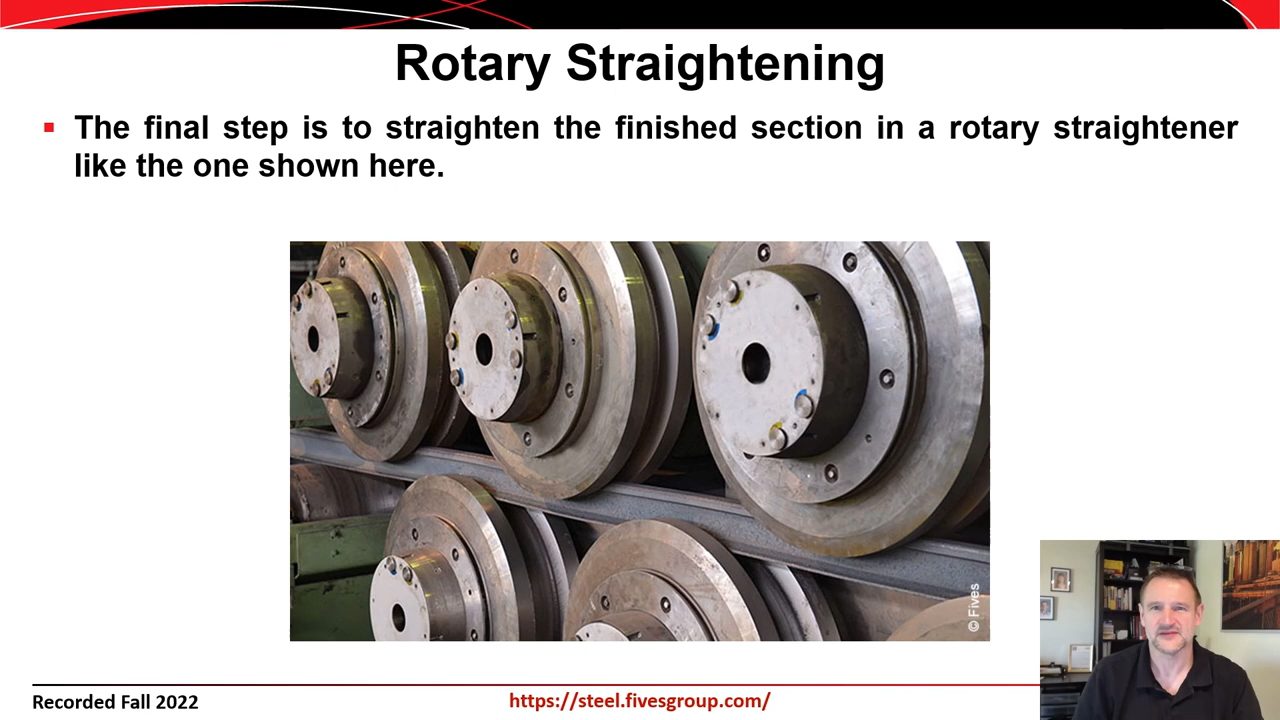 Rotary Straightening
The final step is to straighten the finished section in a rotary straightener
like the one shown here.
© Fives
Recorded Fall 2022
https://steel.fivesgroup.com/